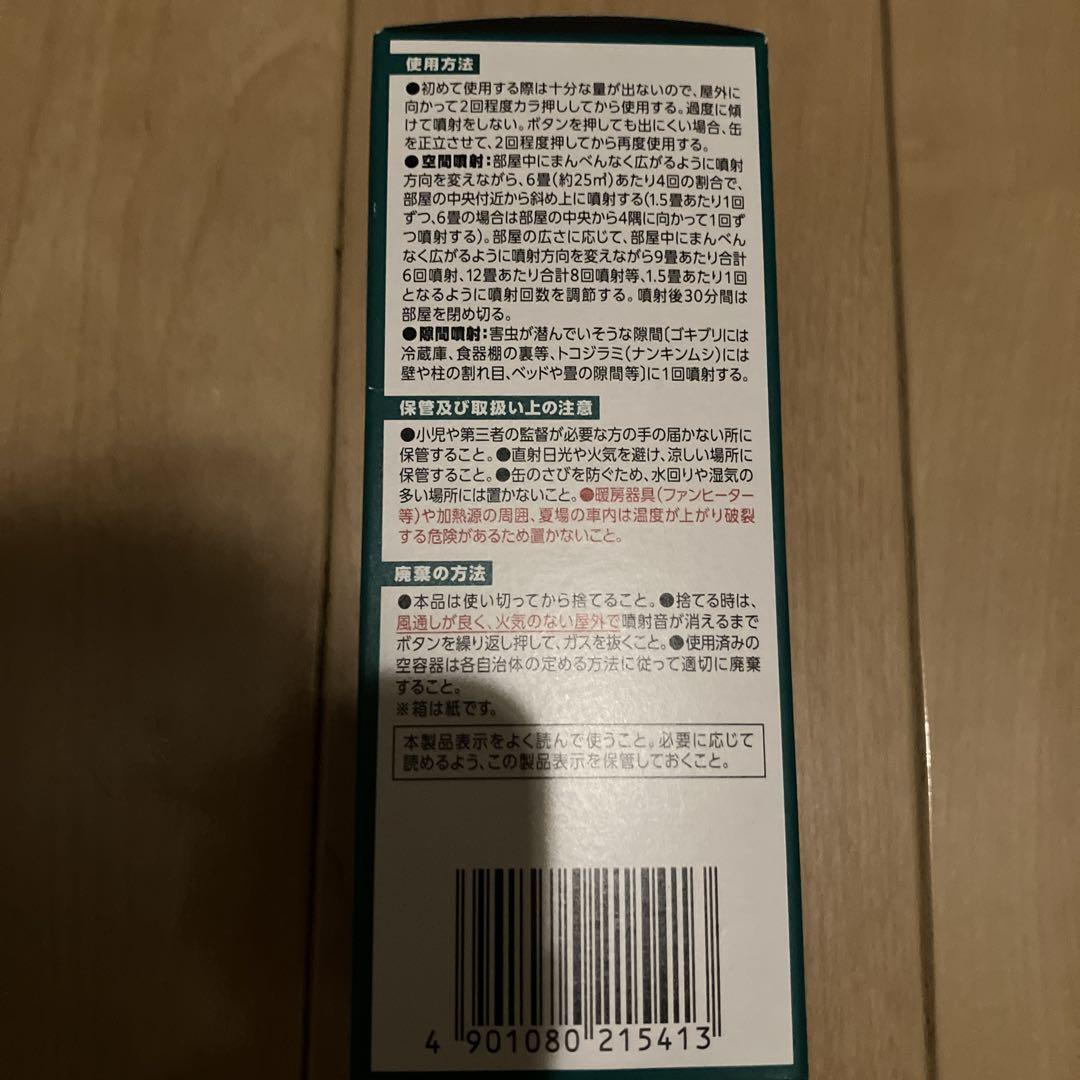 使用方法
●初めて使用する際は十分な量が出ないので、屋外に
向かって2回程度カラ押ししてから使用する。過度に傾
けて噴射をしない。ボタンを押しても出にくい場合、缶
を正立させて、2回程度押してから再度使用する。
●空間噴射:部屋中にまんべんなく広がるように噴射
方向を変えながら、6畳(約25㎥)あたり4回の割合で、
部屋の中央付近から斜め上に噴射する(1.5畳あたり1回
ずつ、6畳の場合は部屋の中央から4隅に向かって1回ず
つ噴射する)。部屋の広さに応じて、部屋中にまんべん
なく広がるように噴射方向を変えながら9畳あたり合計
6回噴射、12畳あたり合計8回噴射等、1.5畳あたり1回
となるように噴射回数を調節する。噴射後30分間は
部屋を閉め切る。
●隙間噴射:害虫が潜んでいそうな隙間〔ゴキブリには
冷蔵庫、食器棚の裏等、トコジラミ(ナンキンムシ)には
壁や柱の割れ目、ベッドや畳の隙間等〕に1回噴射する。
保管及び取扱い上の注意
●小児や第三者の監督が必要な方の手の届かない所に
保管すること。●直射日光や火気を避け、涼しい場所に
保管すること。●缶のさびを防ぐため、水回りや湿気の
多い場所には置かないこと。●暖房器具(ファンヒーター
等)や加熱源の周囲、夏場の車内は温度が上がり破裂
する危険があるため置かないこと。
廃棄の方法
●本品は使い切ってから捨てること。●捨てる時は、
風通しが良く、火気のない屋外で噴射音が消えるまで
ボタンを繰り返し押して、ガスを抜くこと。●使用済みの
空容器は各自治体の定める方法に従って適切に廃棄
すること。
※箱は紙です。
本製品表示をよく読んで使うこと。必要に応じて
読めるよう、この製品表示を保管しておくこと。
4 901080 215413